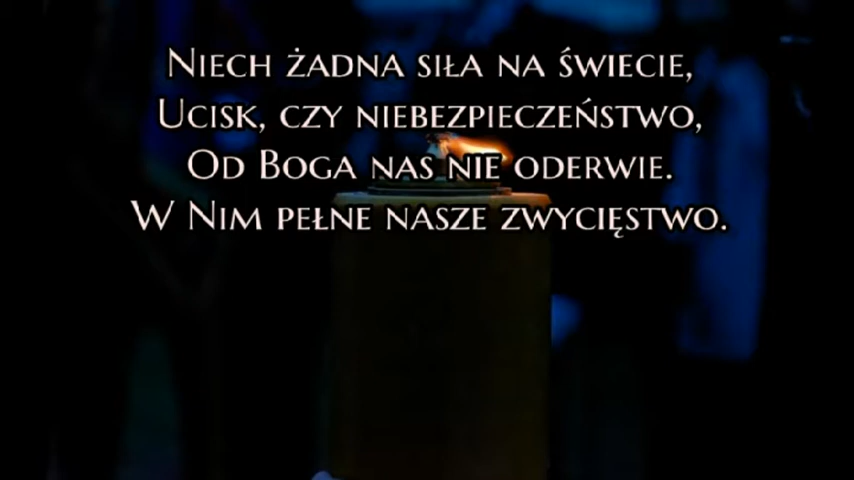 Niech żadna siła na świecie,
Ucisk, czy niebezpieczeństwo,
Od Boga nas nie oderwie.
W Nim pełne nasze zwycięstwo.